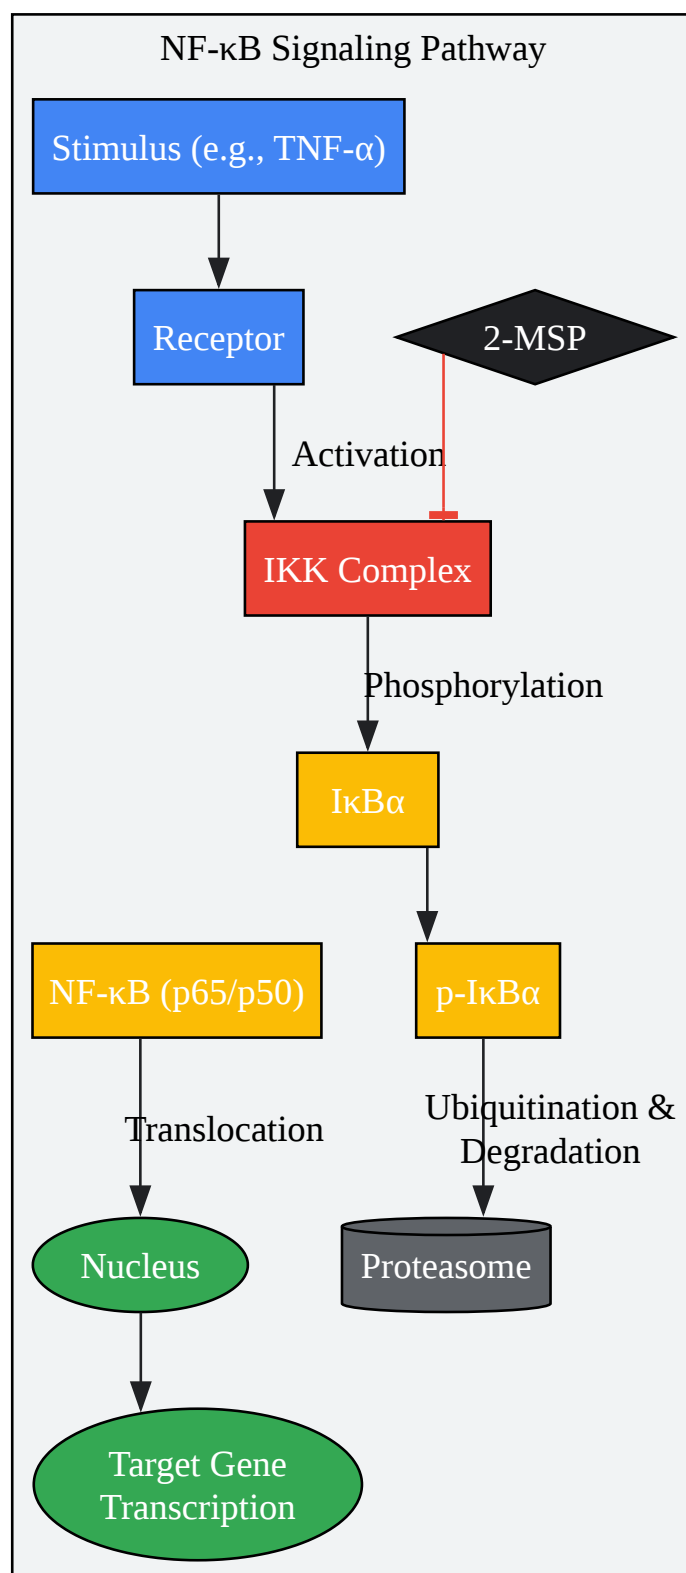 NF-κB Signaling Pathway
Stimulus (e.g., TNF-α)
Receptor
2-MSP
Activation
IKK Complex
Phosphorylation
IκBα
NF-κB (p65/p50)
p-IκBα
Ubiquitination &
Degradation
Translocation
Nucleus
Proteasome
Target Gene
Transcription